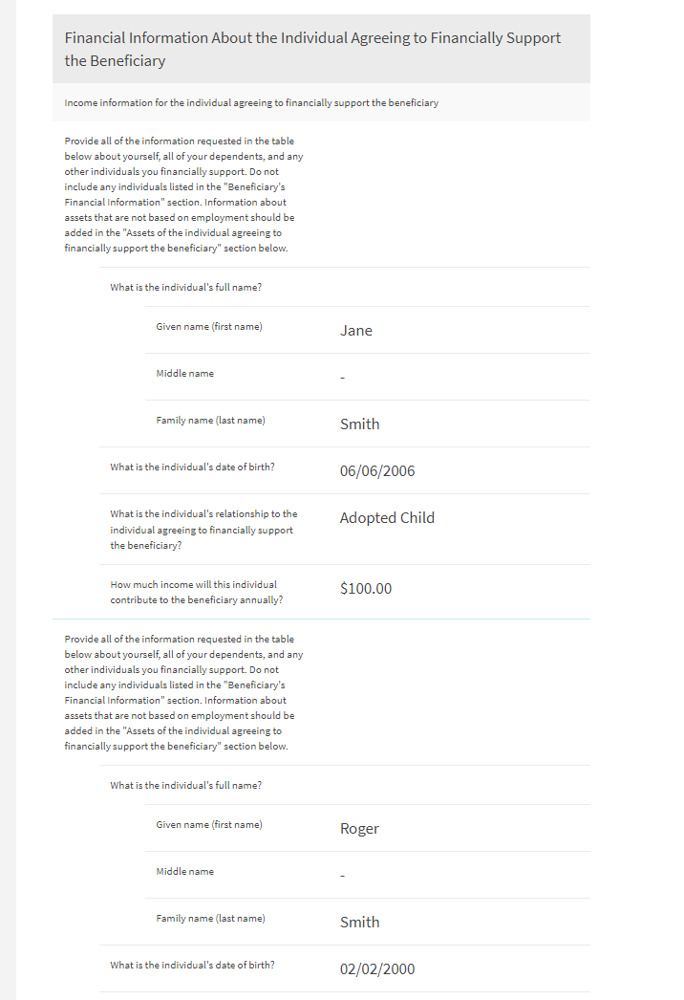 Financial Information About the Individual Agreeing to Financially Support
the Beneficiary
Income information for the individual agreeing to financially support the beneficiary
Provide all of the information requested in the table
below about yourself, all of your dependents, and any
other individuals you financially support. Do not
include any individuals listed in the "Beneficiary's
Financial Information" section. Information about
assets that are not based on employment should be
added in the "Assets of the individual agreeing to
financially support the beneficiary" section below.
What is the individual's full name?
Given name (first name)
Jane
Middle name
-
Family name (last name)
Smith
What is the individual's date of birth?
06/06/2006
What is the individual's relationship to the
individual agreeing to financially support
the beneficiary?
Adopted Child
How much income will this individual
contribute to the beneficiary annually?
$100.00
Provide all of the information requested in the table
below about yourself, all of your dependents, and any
other individuals you financially support. Do not
include any individuals listed in the "Beneficiary's
Financial Information" section. Information about
assets that are not based on employment should be
added in the "Assets of the individual agreeing to
financially support the beneficiary" section below.
What is the individual's full name?
Given name (first name)
Roger
Middle name
-
Family name (last name)
Smith
What is the individual's date of birth?
02/02/2000